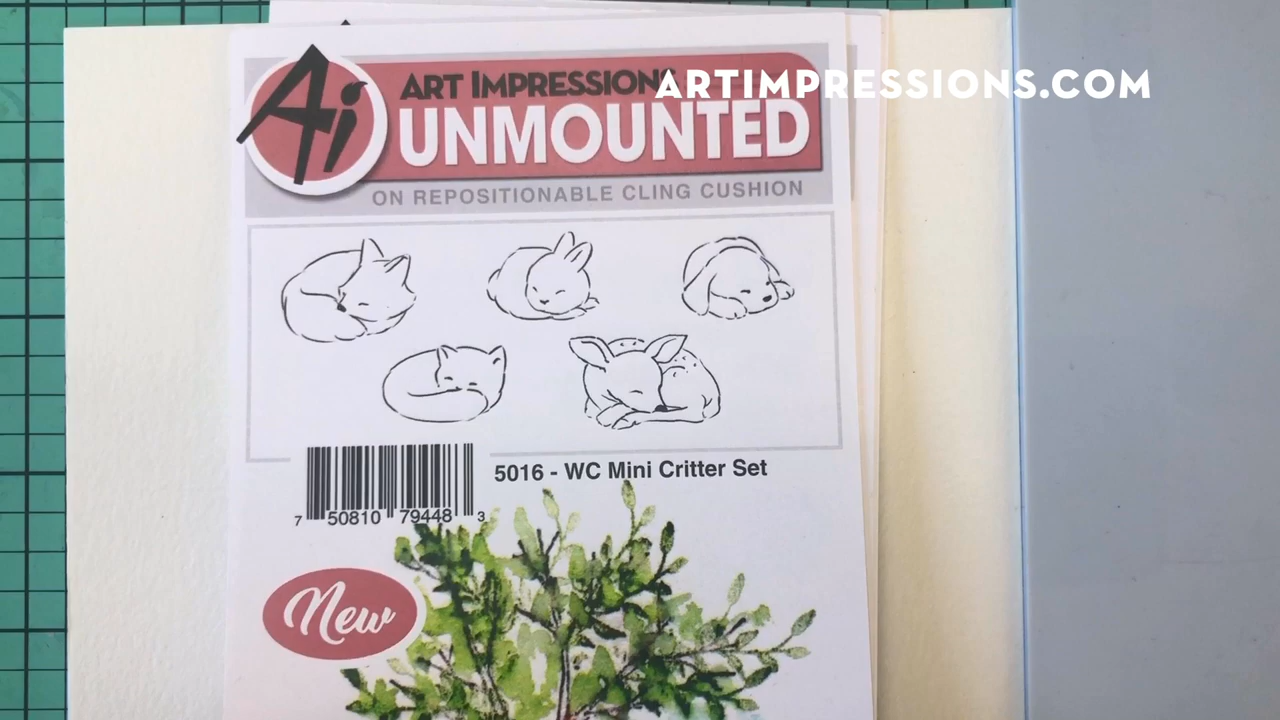 Ai
ART IMPRESSIONS
ARTIMPRESSIONS.COM
UNMOUNTED
ON REPOSITIONABLE CLING CUSHION
5016 - WC Mini Critter Set
7 50810 79448 3
New